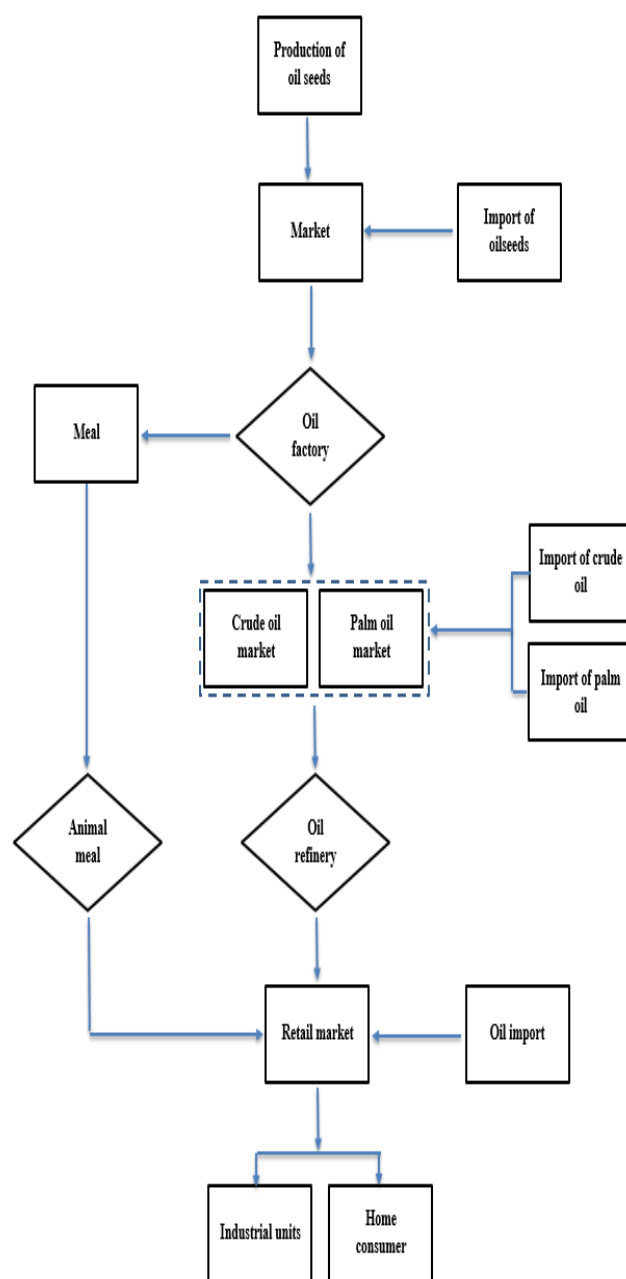 Production of
oil seeds
Market
Import of
oilseeds
Meal
Oil
factory
Import of crude
oil
Crude oil
market
Palm oil
market
Import of palm
oil
Animal
meal
Oil
refinery
Retail market
Oil import
Industrial units
Home
consumer